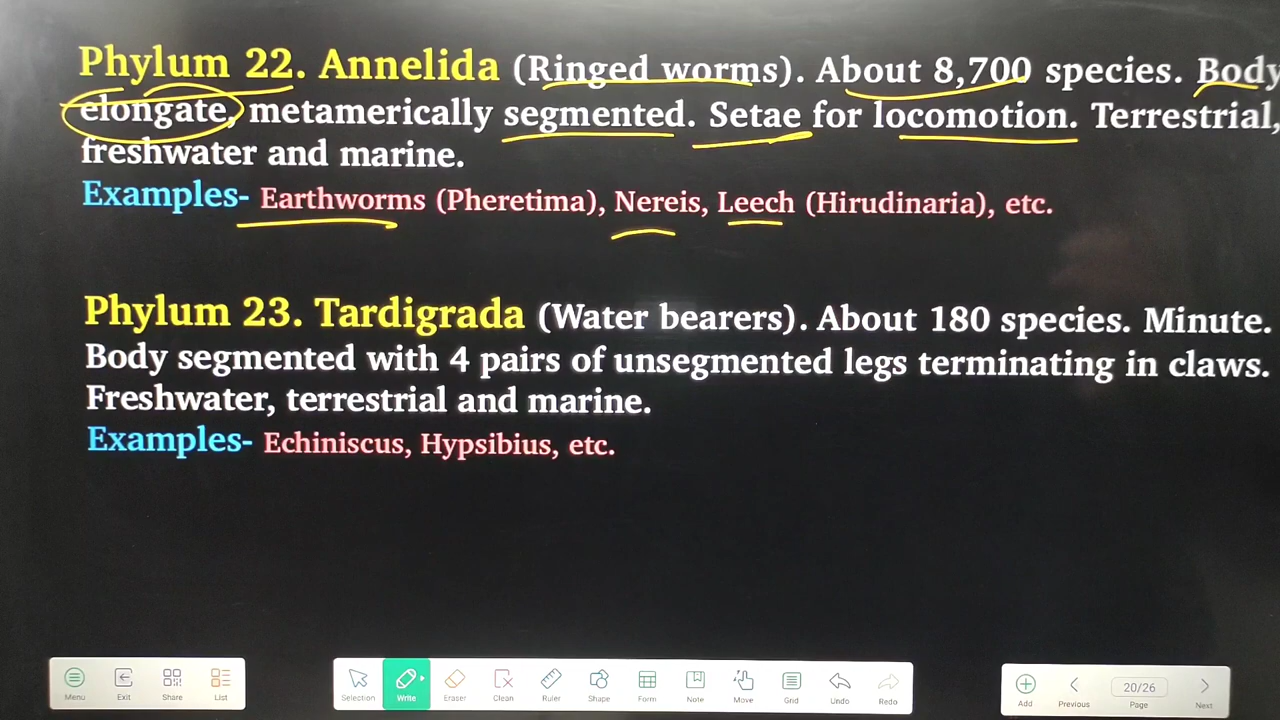 Phylum 22. Annelida (Ringed worms). About 8,700 species. Body
elongate, metamerically segmented. Setae for locomotion. Terrestrial,
freshwater and marine.
Examples- Earthworms (Pheretima), Nereis, Leech (Hirudinaria), etc.
Phylum 23. Tardigrada (Water bearers). About 180 species. Minute.
Body segmented with 4 pairs of unsegmented legs terminating in claws.
Freshwater, terrestrial and marine.
Examples- Echiniscus, Hypsibius, etc.
Menu Exit Share List Selection Write Eraser Clean Ruler Shape Form Note Move Grid Undo Redo Add Previous 20/26 Page Next